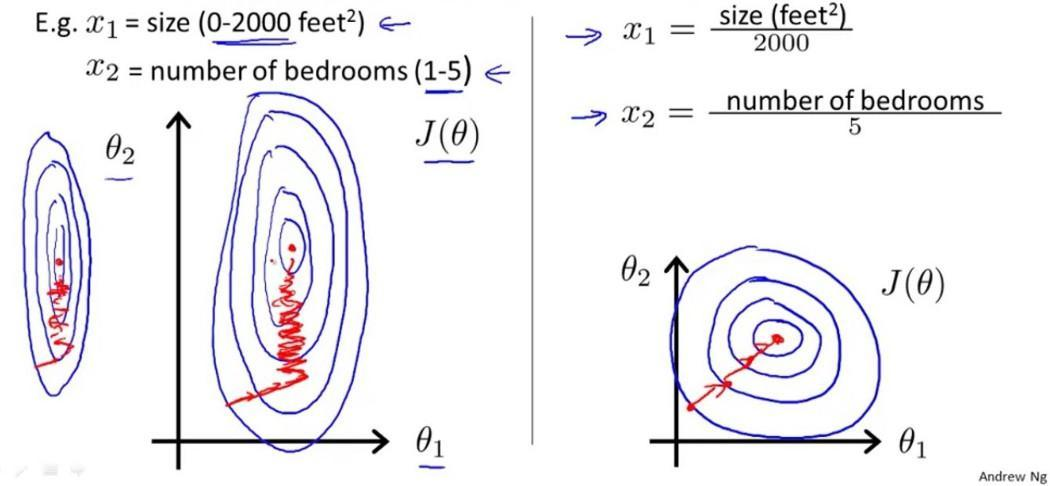 E.g. x₁ = size (0-2000 feet²) ←
x₂ = number of bedrooms (1-5) ←
θ₂
J(θ)
θ₁
→ x₁ = size (feet²) / 2000
→ x₂ = number of bedrooms / 5
θ₂
J(θ)
θ₁
Andrew Ng